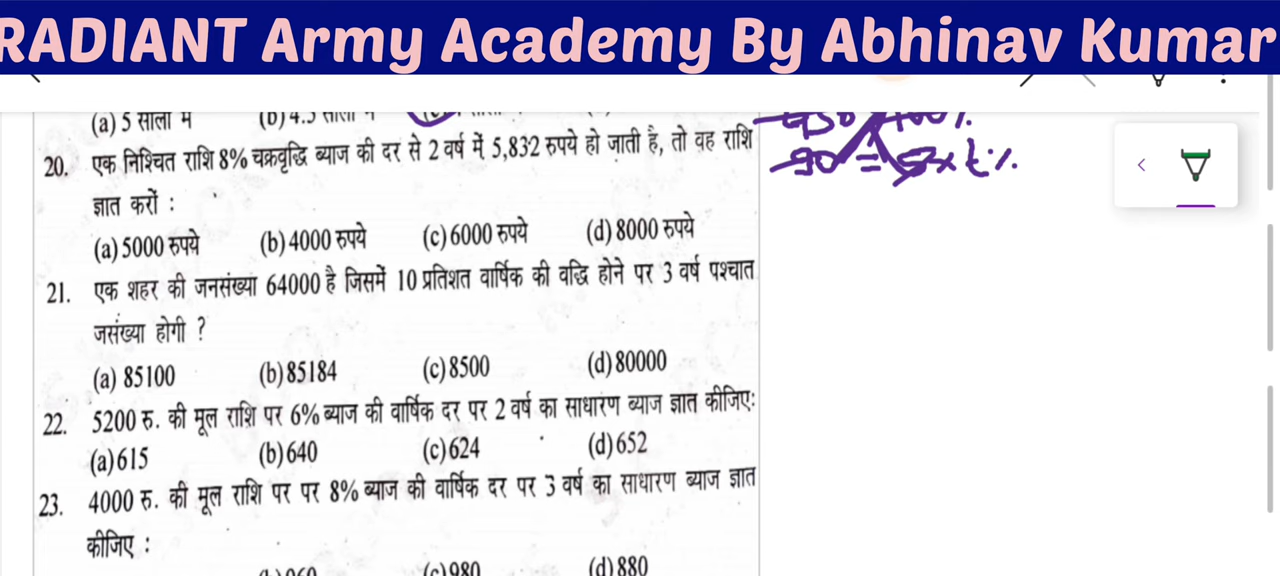 RADIANT Army Academy By Abhinav Kumar
(a) 5 सालों में
20. एक निश्चित राशि 8% चक्रवृद्धि ब्याज की दर से 2 वर्ष में 5,832 रुपये हो जाती है, तो वह राशि
ज्ञात करों :
(a) 5000 रुपये (b) 4000 रुपये (c) 6000 रुपये (d) 8000 रुपये
21. एक शहर की जनसंख्या 64000 है जिसमें 10 प्रतिशत वार्षिक की वद्धि होने पर 3 वर्ष पश्चात
जसंख्या होगी ?
(a) 85100 (b) 85184 (c) 8500 (d) 80000
22. 5200 रु. की मूल राशि पर 6% ब्याज की वार्षिक दर पर 2 वर्ष का साधारण ब्याज ज्ञात कीजिएः
(a) 615 (b) 640 (c) 624 (d) 652
23. 4000 रु. की मूल राशि पर पर 8% ब्याज की वार्षिक दर पर 3 वर्ष का साधारण ब्याज ज्ञात
कीजिए :
(b) 960 (c) 980 (d) 880